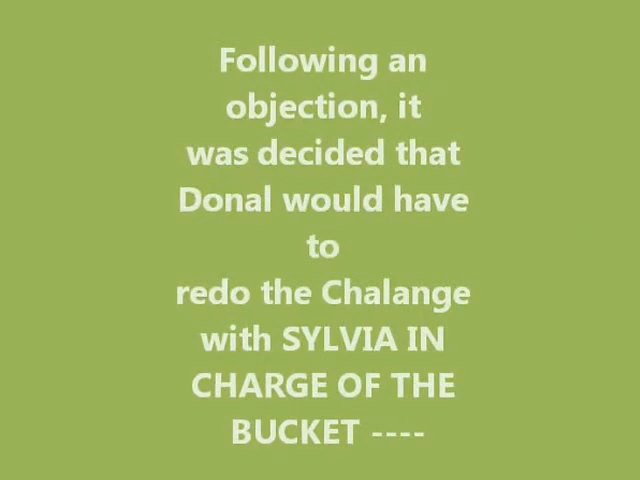 Following an
objection, it
was decided that
Donal would have
to
redo the Chalange
with SYLVIA IN
CHARGE OF THE
BUCKET ----